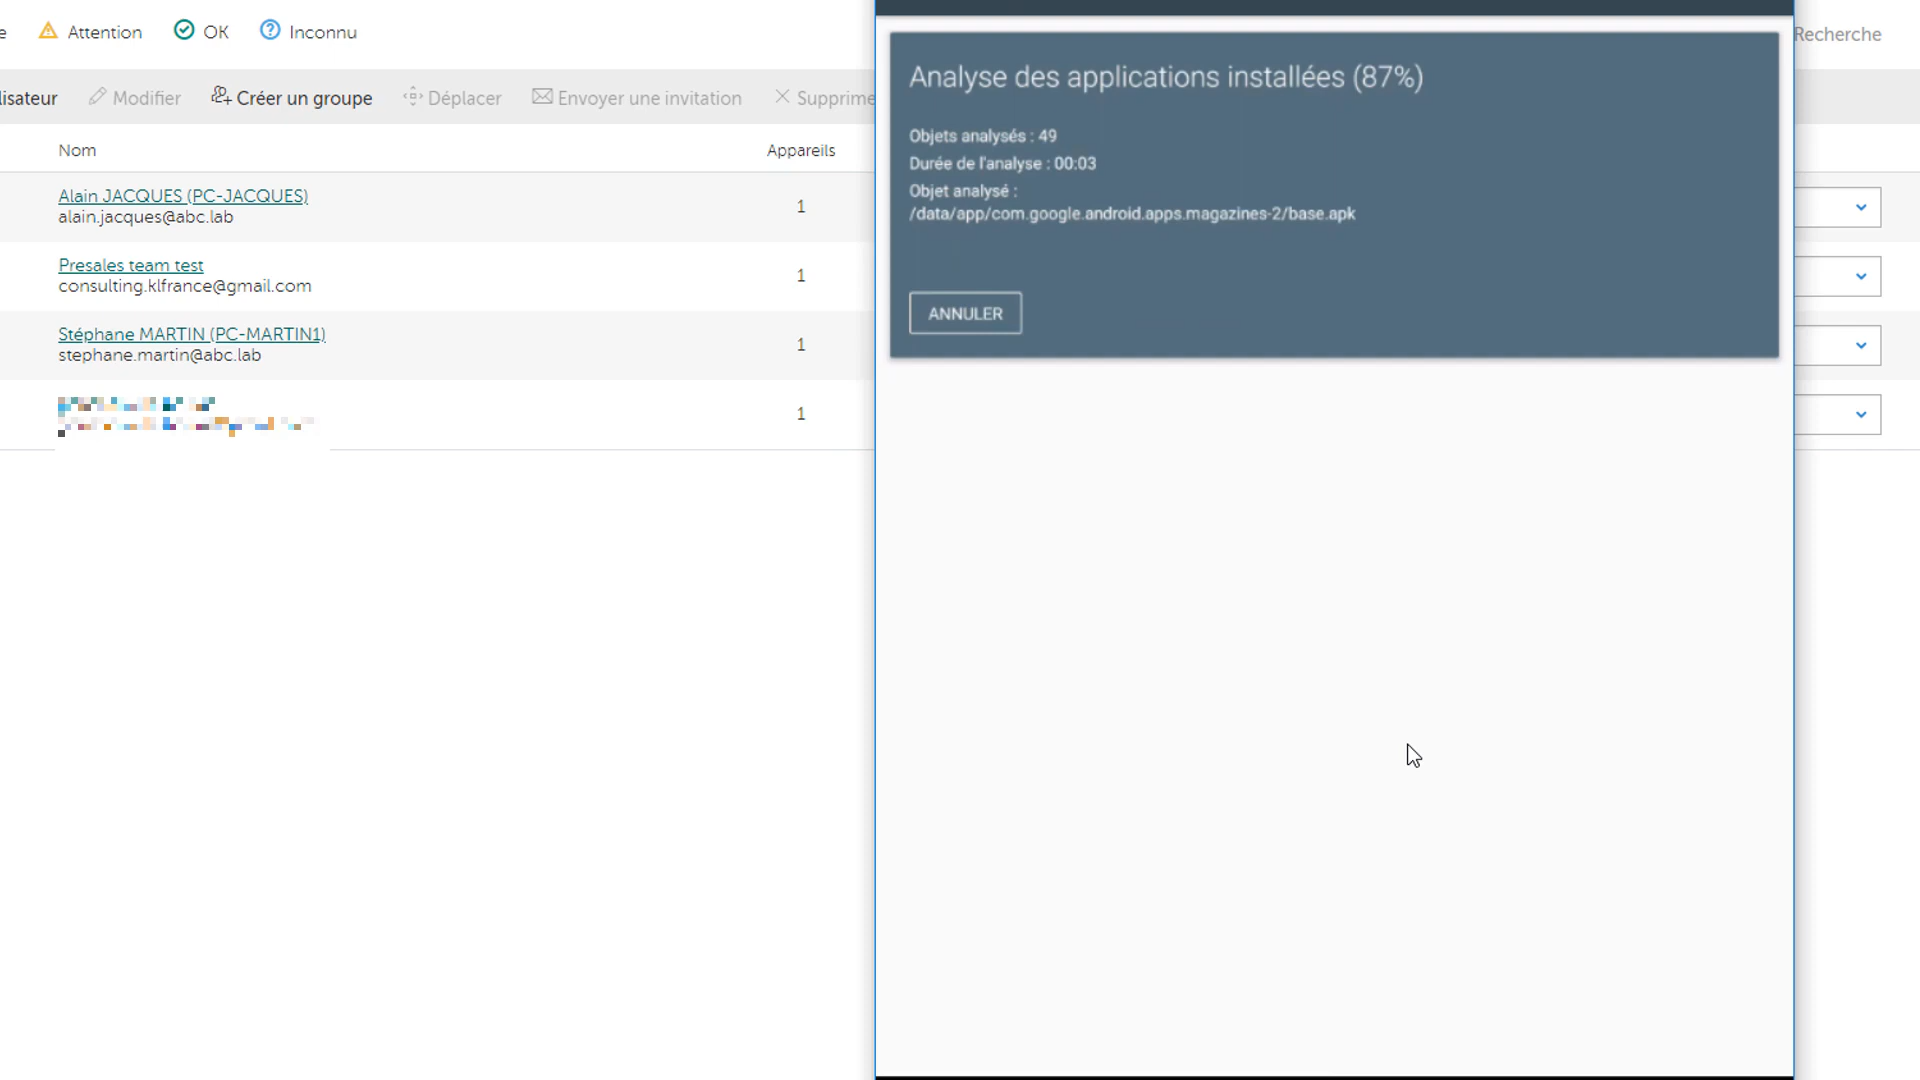 Attention OK Inconnu
Recherche
Modifier Créer un groupe Déplacer Envoyer une invitation
Nom Appareils
Alain JACQUES (PC-JACQUES)
alain.jacques@abc.lab
1
Presales team test
consulting.klfrance@gmail.com
1
Stéphane MARTIN (PC-MARTIN1)
stephane.martin@abc.lab
1
1
Analyse des applications installées (87%)
Objets analysés : 49
Durée de l'analyse : 00:03
Objet analysé :
/data/app/com.google.android.apps.magazines-2/base.apk
ANNULER